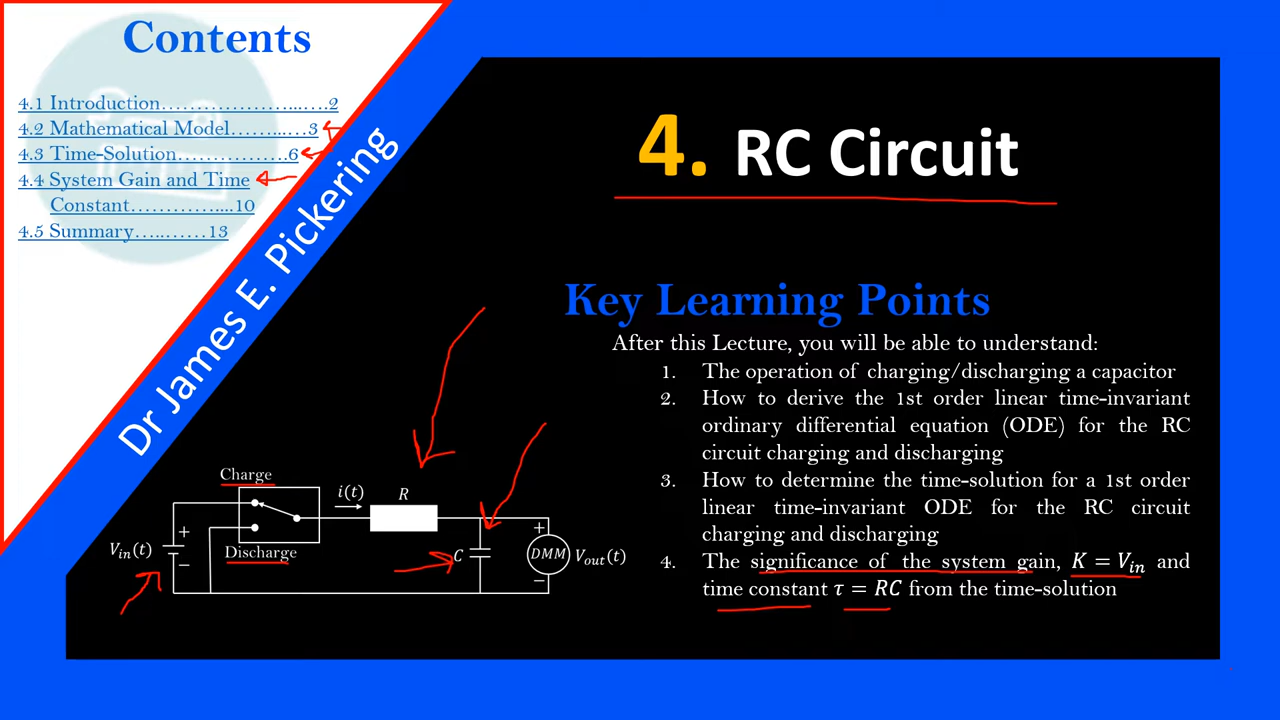 Contents
4.1 Introduction………………...….2
4.2 Mathematical Model……...…3
4.3 Time-Solution…………….6
4.4 System Gain and Time
Constant…………....10
4.5 Summary…..……13
Dr James E. Pickering
4. RC Circuit
Key Learning Points
After this Lecture, you will be able to understand:
1. The operation of charging/discharging a capacitor
2. How to derive the 1st order linear time-invariant
ordinary differential equation (ODE) for the RC
circuit charging and discharging
3. How to determine the time-solution for a 1st order
linear time-invariant ODE for the RC circuit
charging and discharging
4. The significance of the system gain, K = Vin and
time constant τ = RC from the time-solution
Charge
i(t)
R
+
+
Vin(t)
Discharge
C
DMM
Vout(t)
−
−